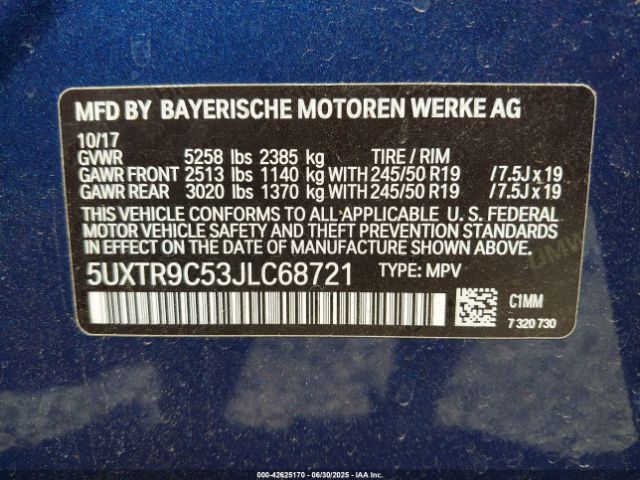 MFD BY BAYERISCHE MOTOREN WERKE AG
10/17
GVWR 5258 lbs 2385 kg TIRE / RIM
GAWR FRONT 2513 lbs 1140 kg WITH 245/50 R19 /7.5J x 19
GAWR REAR 3020 lbs 1370 kg WITH 245/50 R19 /7.5J x 19
THIS VEHICLE CONFORMS TO ALL APPLICABLE U. S. FEDERAL
MOTOR VEHICLE SAFETY, BUMPER, AND THEFT PREVENTION
STANDARDS IN EFFECT ON THE DATE OF MANUFACTURE SHOWN ABOVE.
5UXTR9C53JLC68721 TYPE: MPV
C1MM
7 320 730
BMW
000-42625170 | 06/30/2025 - IAA Inc.